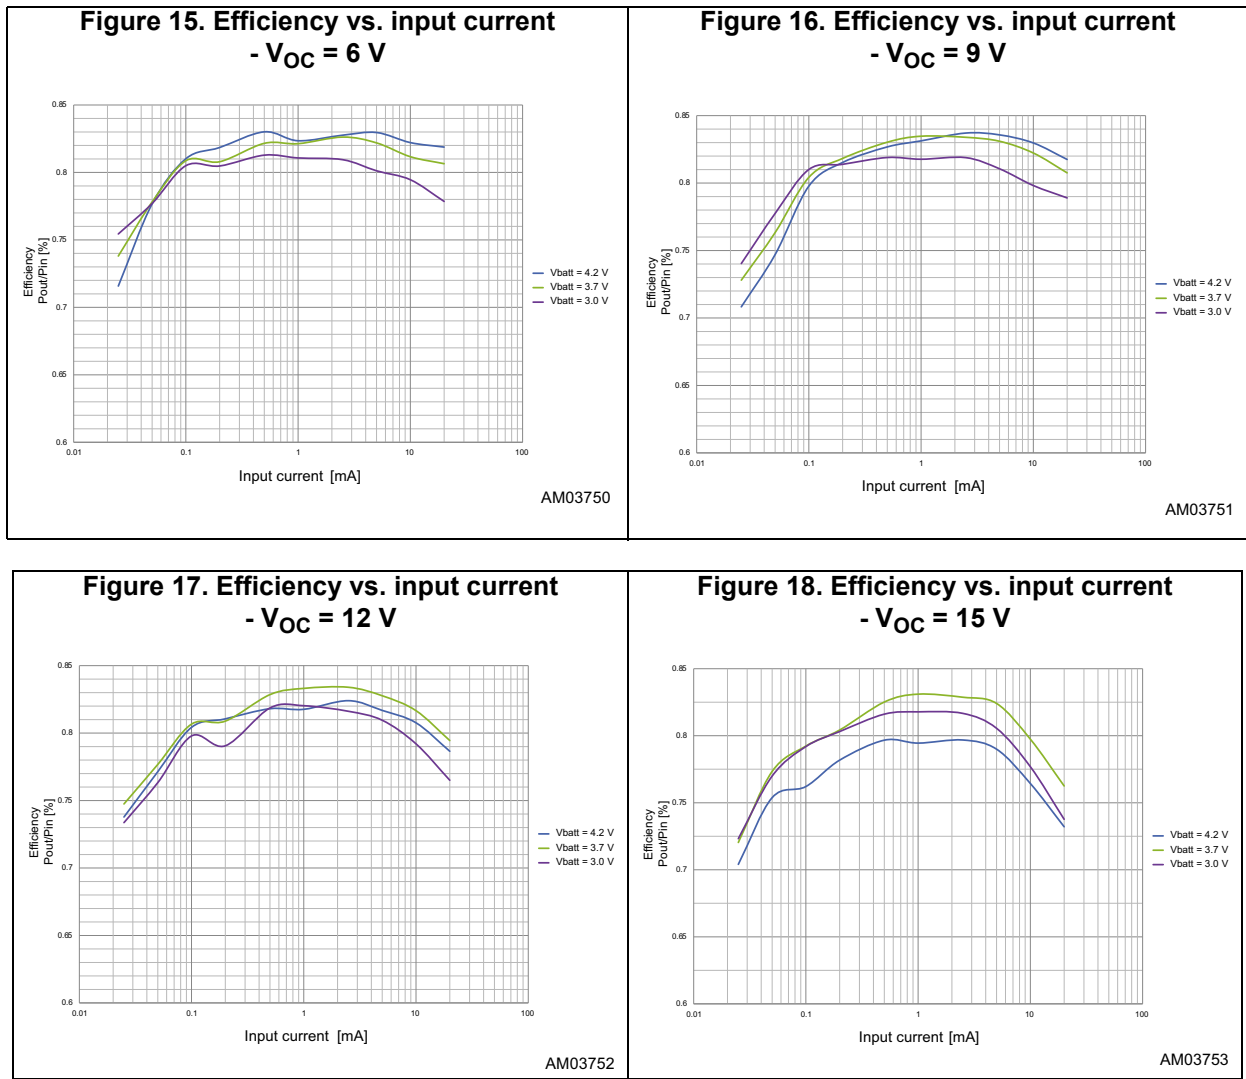 Figure 15. Efficiency vs. input current
- VOC = 6 V
0.85
0.8
0.75
0.7
0.65
0.6
Efficiency
Pout/Pin [%]
0.01
0.1
1
10
100
Input current [mA]
Vbatt = 4.2 V
Vbatt = 3.7 V
Vbatt = 3.0 V
AM03750
Figure 16. Efficiency vs. input current
- VOC = 9 V
0.85
0.8
0.75
0.7
0.65
0.6
Efficiency
Pout/Pin [%]
0.01
0.1
1
10
100
Input current [mA]
Vbatt = 4.2 V
Vbatt = 3.7 V
Vbatt = 3.0 V
AM03751
Figure 17. Efficiency vs. input current
- VOC = 12 V
0.85
0.8
0.75
0.7
0.65
0.6
Efficiency
Pout/Pin [%]
0.01
0.1
1
10
100
Input current [mA]
Vbatt = 4.2 V
Vbatt = 3.7 V
Vbatt = 3.0 V
AM03752
Figure 18. Efficiency vs. input current
- VOC = 15 V
0.85
0.8
0.75
0.7
0.65
0.6
Efficiency
Pout/Pin [%]
0.01
0.1
1
10
100
Input current [mA]
Vbatt = 4.2 V
Vbatt = 3.7 V
Vbatt = 3.0 V
AM03753